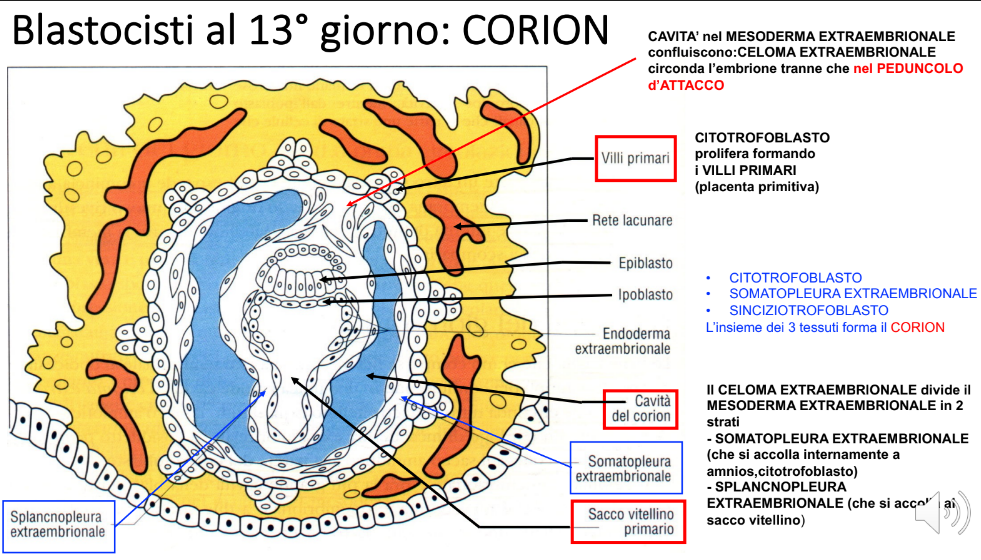 Blastocisti al 13° giorno: CORION
CAVITA’ nel MESODERMA EXTRAEMBRIONALE
confluiscono:CELOMA EXTRAEMBRIONALE
circonda l’embrione tranne che nel PEDUNCOLO
d’ATTACCO
Villi primari
CITOTROFOBLASTO
prolifera formando
i VILLI PRIMARI
(placenta primitiva)
Rete lacunare
Epiblasto
Ipoblasto
Endoderma
extraembrionale
• CITOTROFOBLASTO
• SOMATOPLEURA EXTRAEMBRIONALE
• SINCIZIOTROFOBLASTO
L’insieme dei 3 tessuti forma il CORION
Cavità
del corion
Somatopleura
extraembrionale
Sacco vitellino
primario
Splancnopleura
extraembrionale
Il CELOMA EXTRAEMBRIONALE divide il
MESODERMA EXTRAEMBRIONALE in 2
strati
- SOMATOPLEURA EXTRAEMBRIONALE
(che si accolla internamente a
amnios,citotrofoblasto)
- SPLANCNOPLEURA
EXTRAEMBRIONALE (che si accolla al
sacco vitellino)